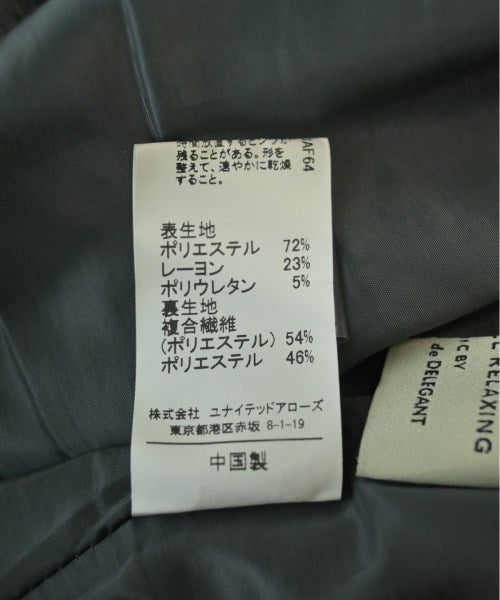 時間放置するとシワが
残ることがある。形を
整えて、速やかに乾燥
すること。
AF64
表生地
ポリエステル 72%
レーヨン 23%
ポリウレタン 5%
裏生地
複合繊維
(ポリエステル) 54%
ポリエステル 46%
株式会社 ユナイテッドアローズ
東京都港区赤坂 8-1-19
中国製
RELAXING
BY
de DELEGANT